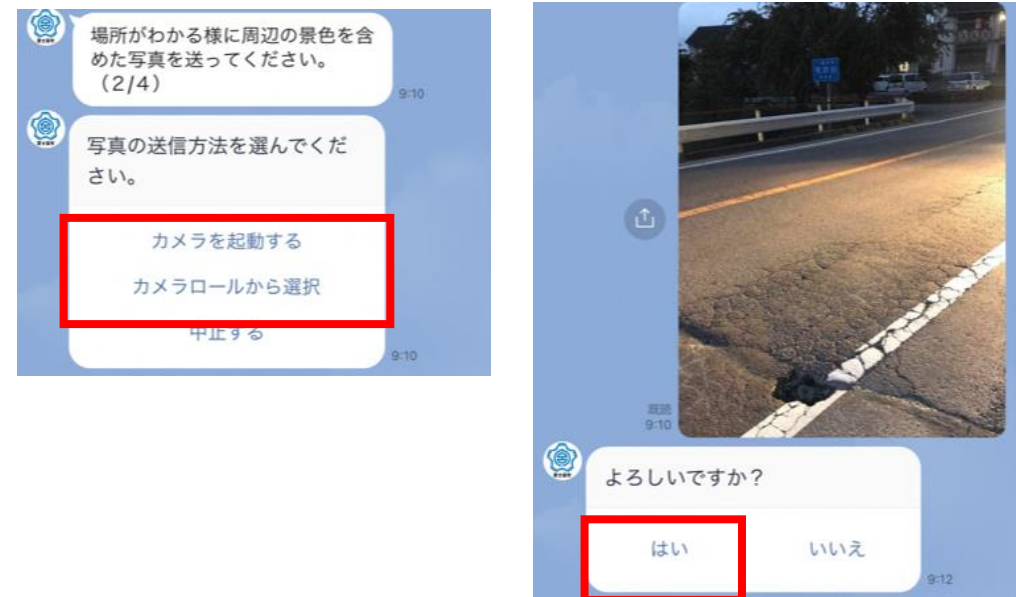 場所がわかる様に周辺の景色を含
めた写真を送ってください。
（2/4）
9:10
写真の送信方法を選んでくだ
さい。
カメラを起動する
カメラロールから選択
中止する
9:10
既読
9:10
よろしいですか？
はい
いいえ
9:12